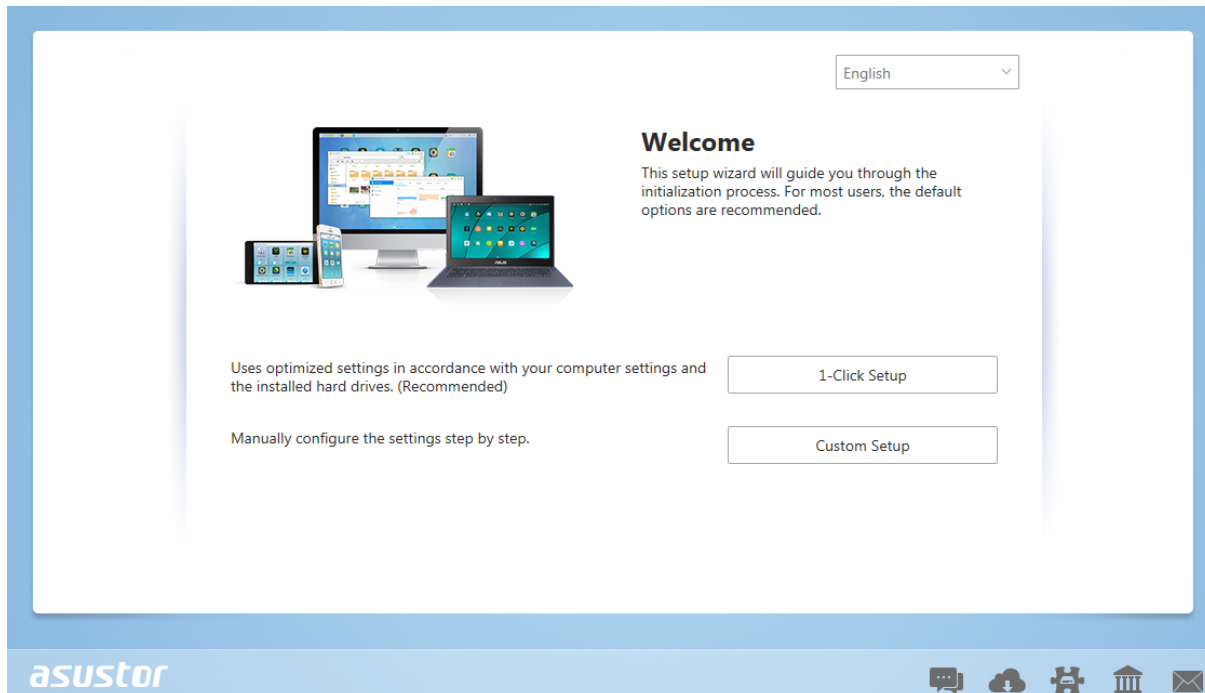 English
Welcome
This setup wizard will guide you through the
initialization process. For most users, the default
options are recommended.
Uses optimized settings in accordance with your computer settings and
the installed hard drives. (Recommended)
1-Click Setup
Manually configure the settings step by step.
Custom Setup
asustor